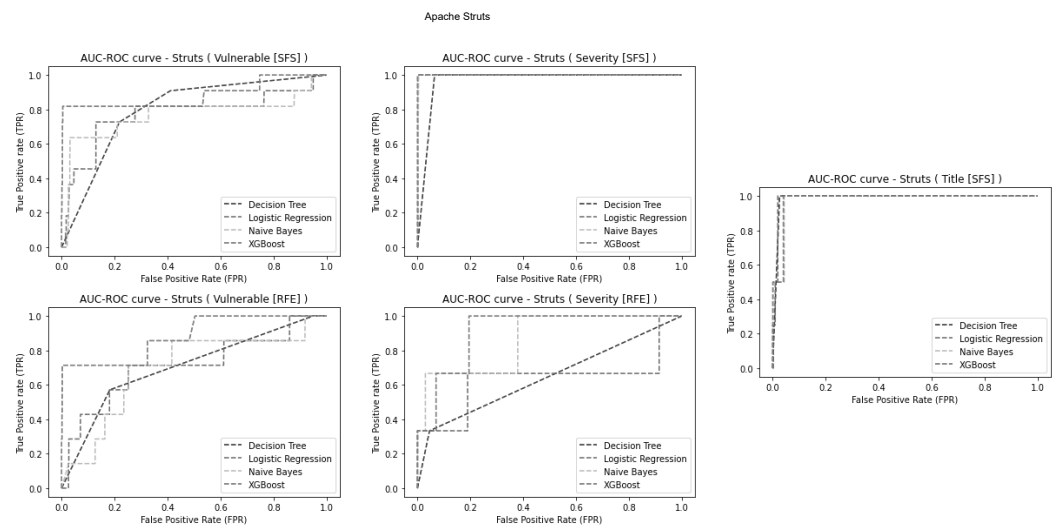 Apache Struts
AUC-ROC curve - Struts ( Vulnerable [SFS] )
True Positive rate (TPR)
1.0
0.8
0.6
0.4
0.2
0.0
Decision Tree
Logistic Regression
Naive Bayes
XGBoost
0.0 0.2 0.4 0.6 0.8 1.0
False Positive Rate (FPR)
AUC-ROC curve - Struts ( Severity [SFS] )
True Positive rate (TPR)
1.0
0.8
0.6
0.4
0.2
0.0
Decision Tree
Logistic Regression
Naive Bayes
XGBoost
0.0 0.2 0.4 0.6 0.8 1.0
False Positive Rate (FPR)
AUC-ROC curve - Struts ( Title [SFS] )
True Positive rate (TPR)
1.0
0.8
0.6
0.4
0.2
0.0
Decision Tree
Logistic Regression
Naive Bayes
XGBoost
0.0 0.2 0.4 0.6 0.8 1.0
False Positive Rate (FPR)
AUC-ROC curve - Struts ( Vulnerable [RFE] )
True Positive rate (TPR)
1.0
0.8
0.6
0.4
0.2
0.0
Decision Tree
Logistic Regression
Naive Bayes
XGBoost
0.0 0.2 0.4 0.6 0.8 1.0
False Positive Rate (FPR)
AUC-ROC curve - Struts ( Severity [RFE] )
True Positive rate (TPR)
1.0
0.8
0.6
0.4
0.2
0.0
Decision Tree
Logistic Regression
Naive Bayes
XGBoost
0.0 0.2 0.4 0.6 0.8 1.0
False Positive Rate (FPR)